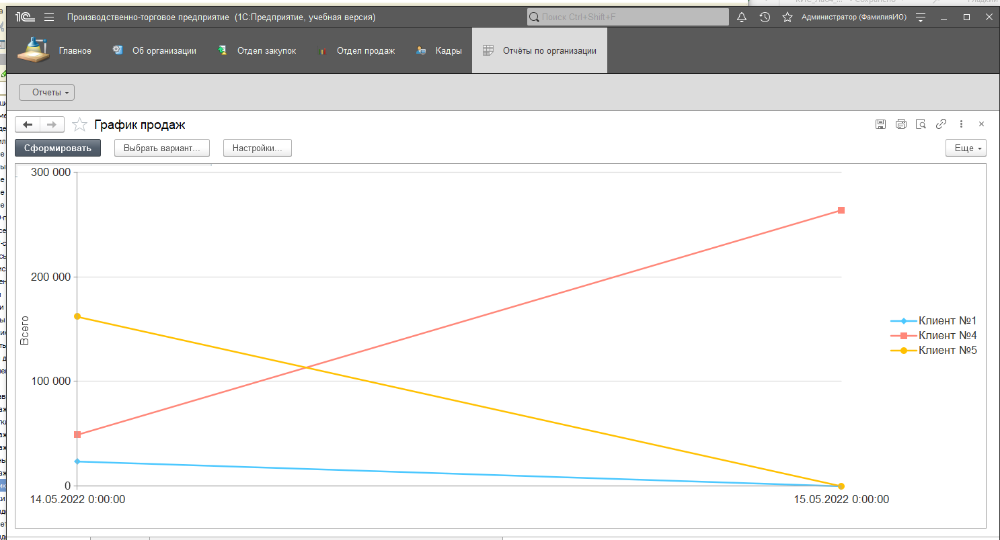 Производственно-торговое предприятие (1С:Предприятие, учебная версия)
Поиск Ctrl+Shift+F
Администратор (ФамилияИО)
Главное
Об организации
Отдел закупок
Отдел продаж
Кадры
Отчёты по организации
Отчеты
График продаж
Сформировать
Выбрать вариант...
Настройки...
Еще
300 000
200 000
100 000
0
Всего
14.05.2022 0:00:00
15.05.2022 0:00:00
Клиент №1
Клиент №4
Клиент №5